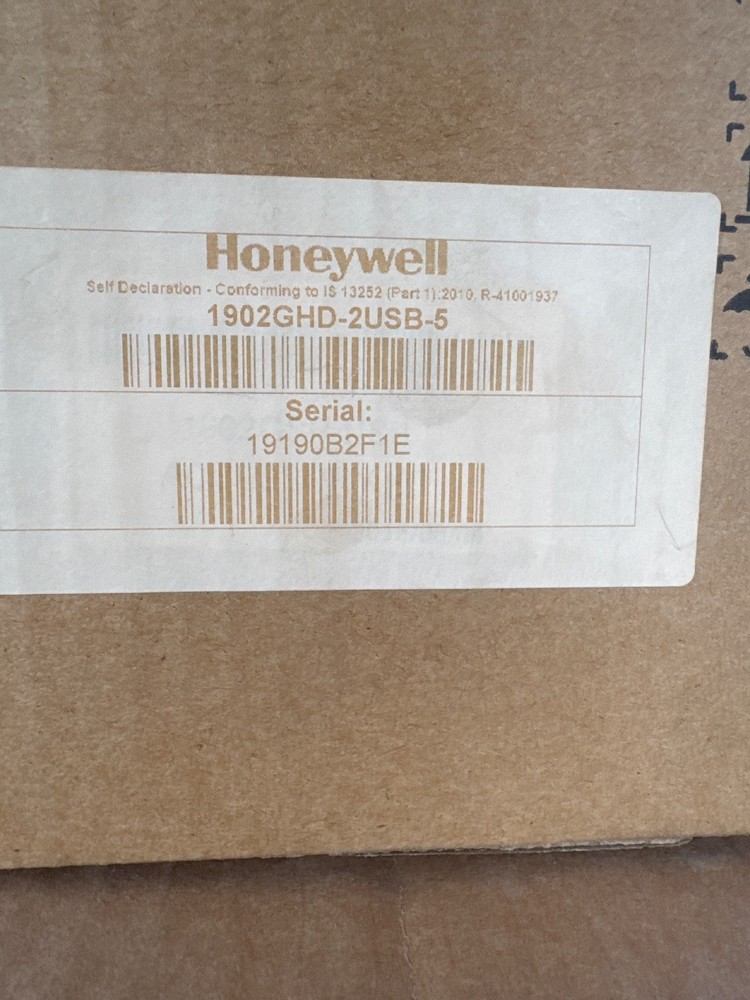 Honeywell
Self Declaration - Conforming to IS 13252 (Part 1):2010, R-41001937
1902GHD-2USB-5
Serial:
19190B2F1E